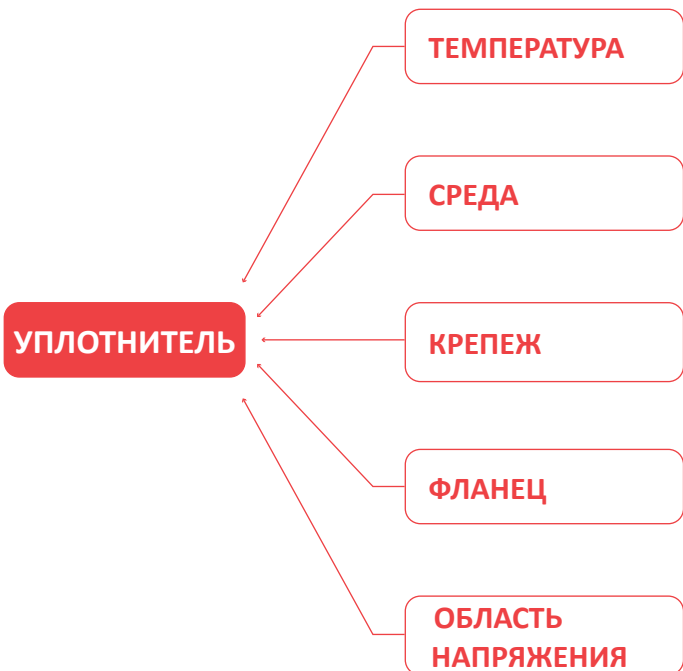 ТЕМПЕРАТУРА
СРЕДА
УПЛОТНИТЕЛЬ
КРЕПЕЖ
ФЛАНЕЦ
ОБЛАСТЬ
НАПРЯЖЕНИЯ